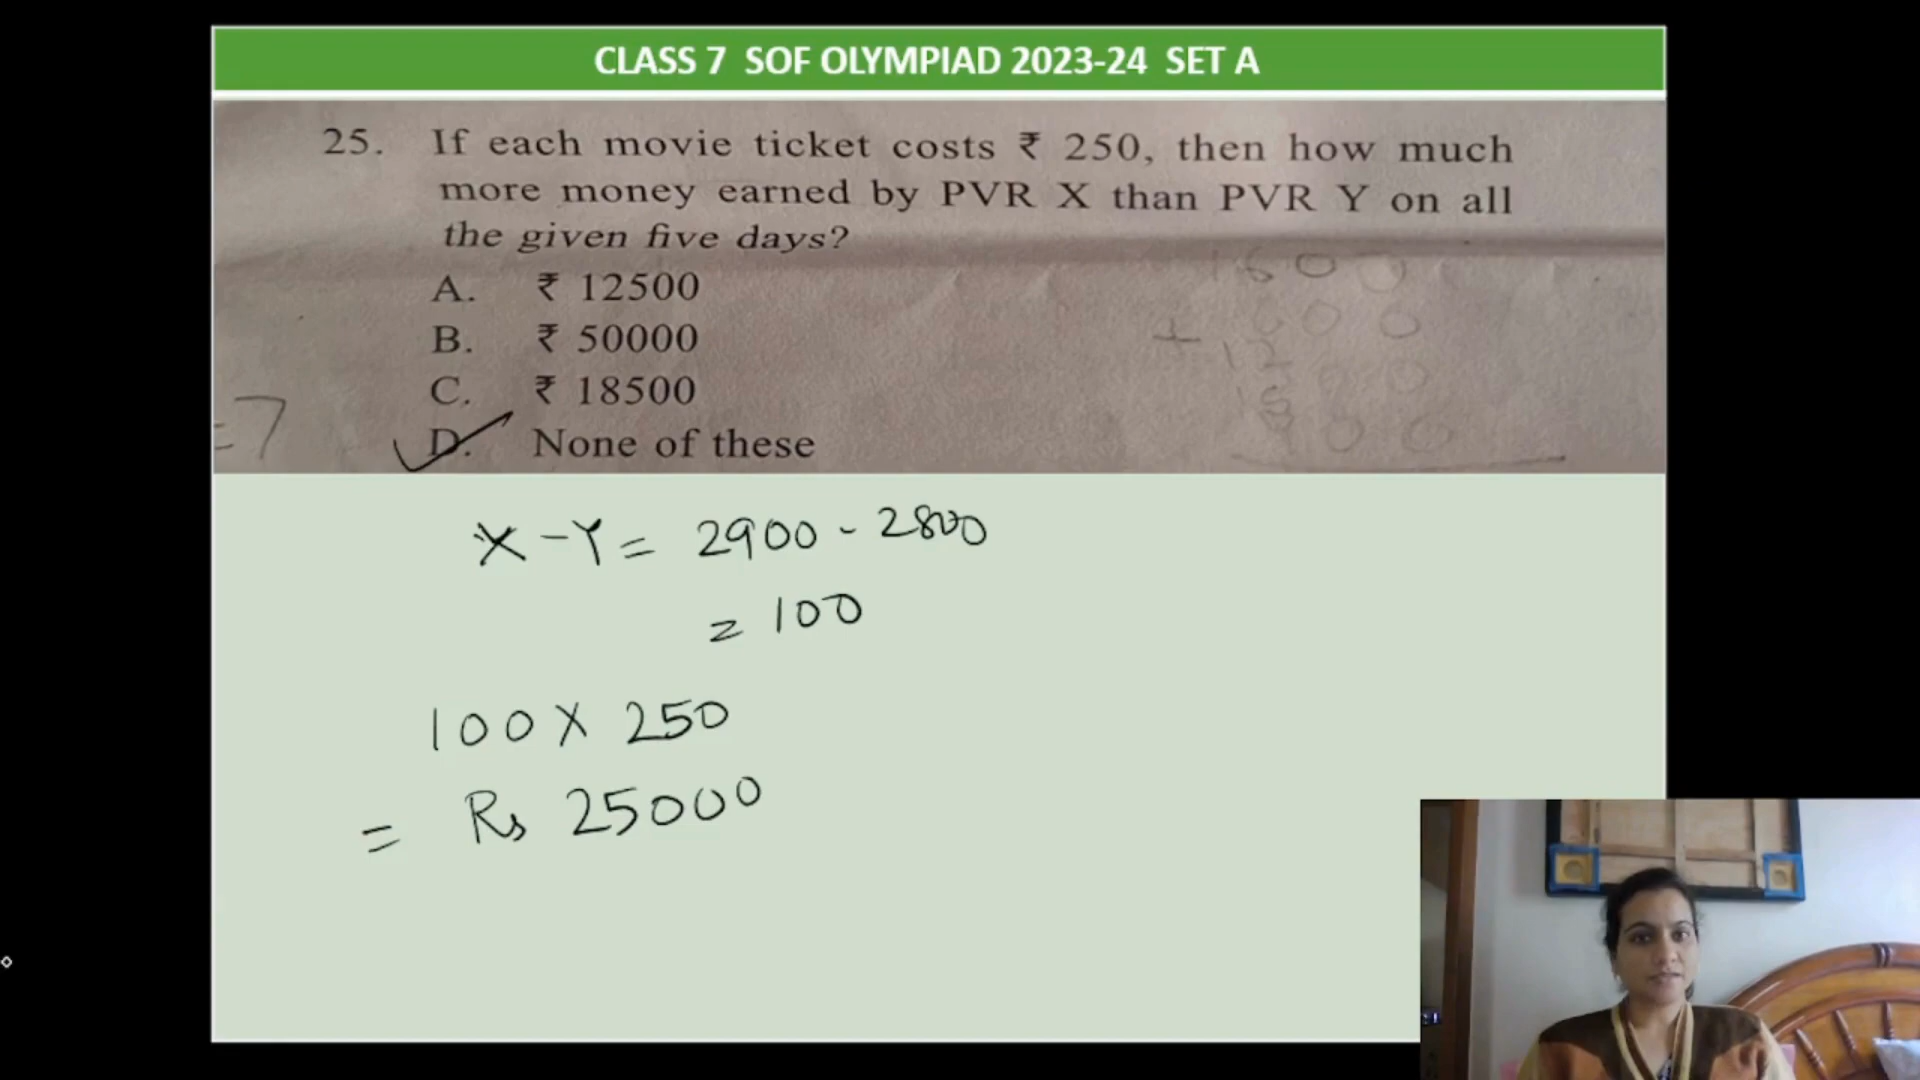 CLASS 7 SOF OLYMPIAD 2023-24 SET A
25. If each movie ticket costs ₹ 250, then how much
more money earned by PVR X than PVR Y on all
the given five days?
A. ₹ 12500
B. ₹ 50000
C. ₹ 18500
=7
D. None of these
X - Y = 2900 - 2800
= 100
100 X 250
= Rs 25000